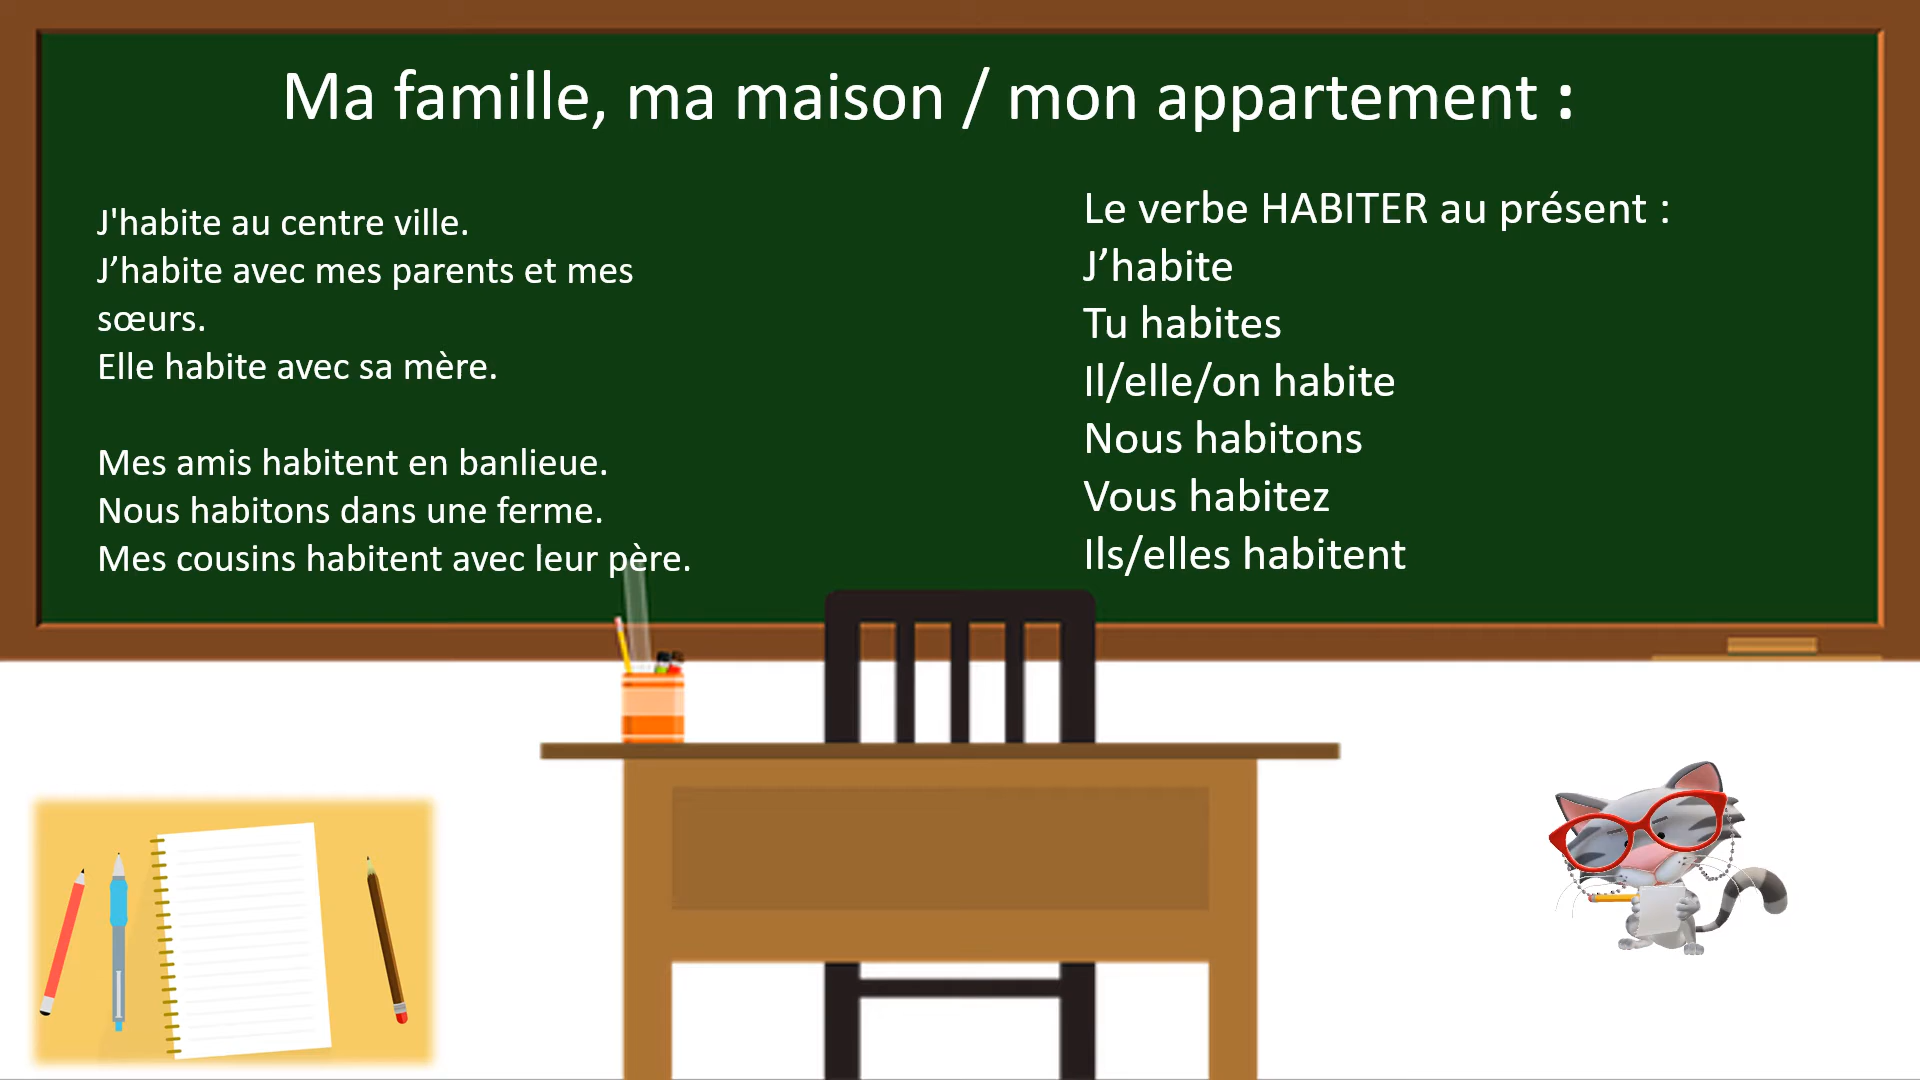 Ma famille, ma maison / mon appartement :
J'habite au centre ville.
J’habite avec mes parents et mes
sœurs.
Elle habite avec sa mère.
Mes amis habitent en banlieue.
Nous habitons dans une ferme.
Mes cousins habitent avec leur père.
Le verbe HABITER au présent :
J’habite
Tu habites
Il/elle/on habite
Nous habitons
Vous habitez
Ils/elles habitent